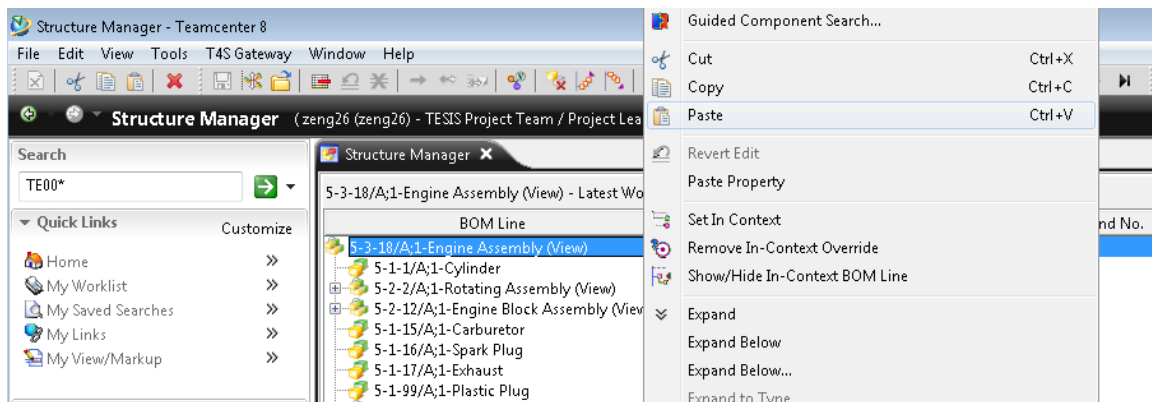 Structure Manager - Teamcenter 8
File Edit View Tools T4S Gateway Window Help
Structure Manager (zeng26 (zeng26) - TESIS Project Team / Project Lea
Search
TE00*
Quick Links
Customize
Home
My Worklist
My Saved Searches
My Links
My View/Markup
Structure Manager
5-3-18/A;1-Engine Assembly (View) - Latest Wo
BOM Line
nd No.
5-3-18/A;1-Engine Assembly (View)
5-1-1/A;1-Cylinder
5-2-2/A;1-Rotating Assembly (View)
5-2-12/A;1-Engine Block Assembly (View
5-1-15/A;1-Carburetor
5-1-16/A;1-Spark Plug
5-1-17/A;1-Exhaust
5-1-99/A;1-Plastic Plug
Guided Component Search...
Cut Ctrl+X
Copy Ctrl+C
Paste Ctrl+V
Revert Edit
Paste Property
Set In Context
Remove In-Context Override
Show/Hide In-Context BOM Line
Expand
Expand Below
Expand Below...
Expand to Type